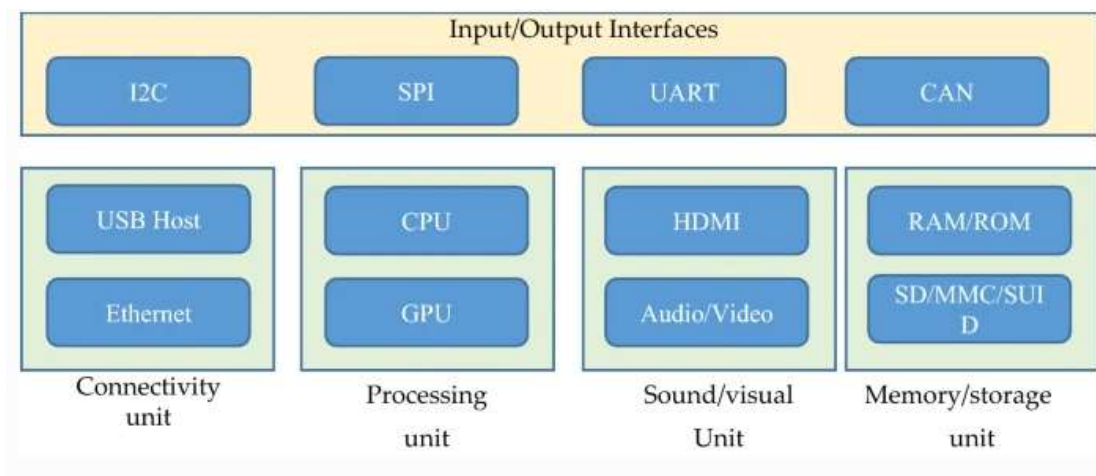 Input/Output Interfaces
I2C
SPI
UART
CAN
USB Host
CPU
HDMI
RAM/ROM
Ethernet
GPU
Audio/Video
SD/MMC/SUI
D
Connectivity
unit
Processing
unit
Sound/visual
Unit
Memory/storage
unit